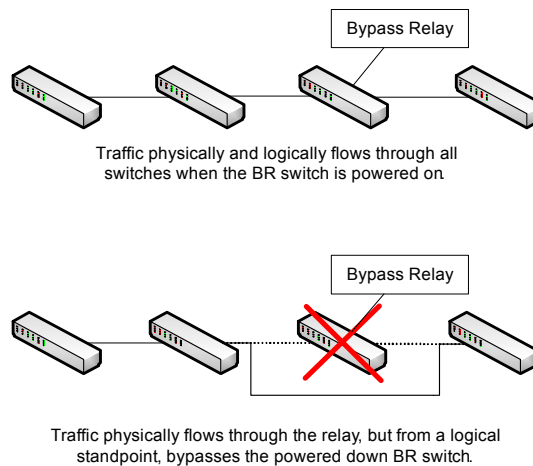 Bypass Relay
Traffic physically and logically flows through all
switches when the BR switch is powered on.
Bypass Relay
Traffic physically flows through the relay, but from a logical
standpoint, bypasses the powered down BR switch.